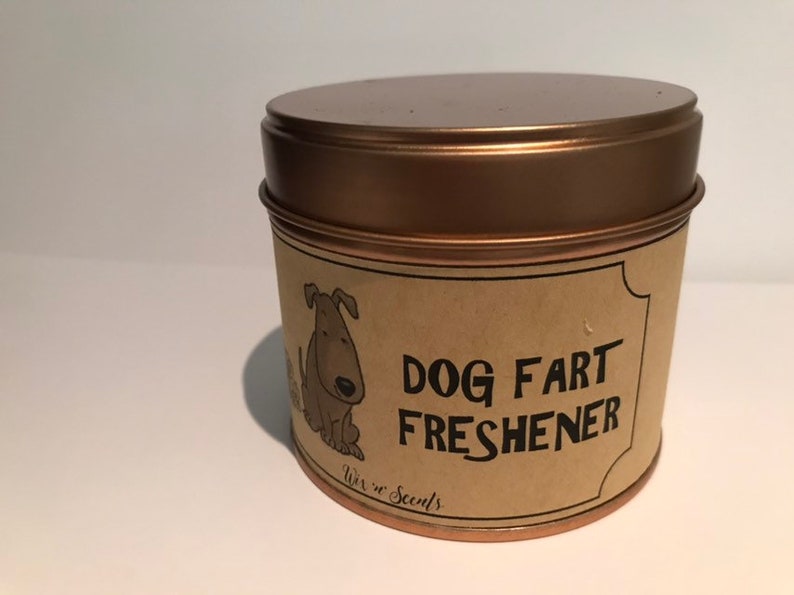 DOG FART
FRESHENER
Wix 'n' Scents